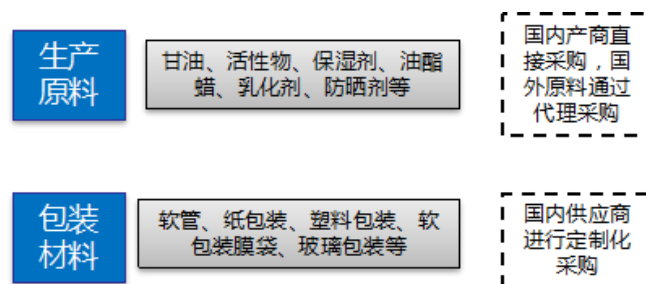 生产
原料
甘油、活性物、保湿剂、油酯
蜡、乳化剂、防晒剂等
国内产商直
接采购，国
外原料通过
代理采购
包装
材料
软管、纸包装、塑料包装、软
包装膜袋、玻璃包装等
国内供应商
进行定制化
采购